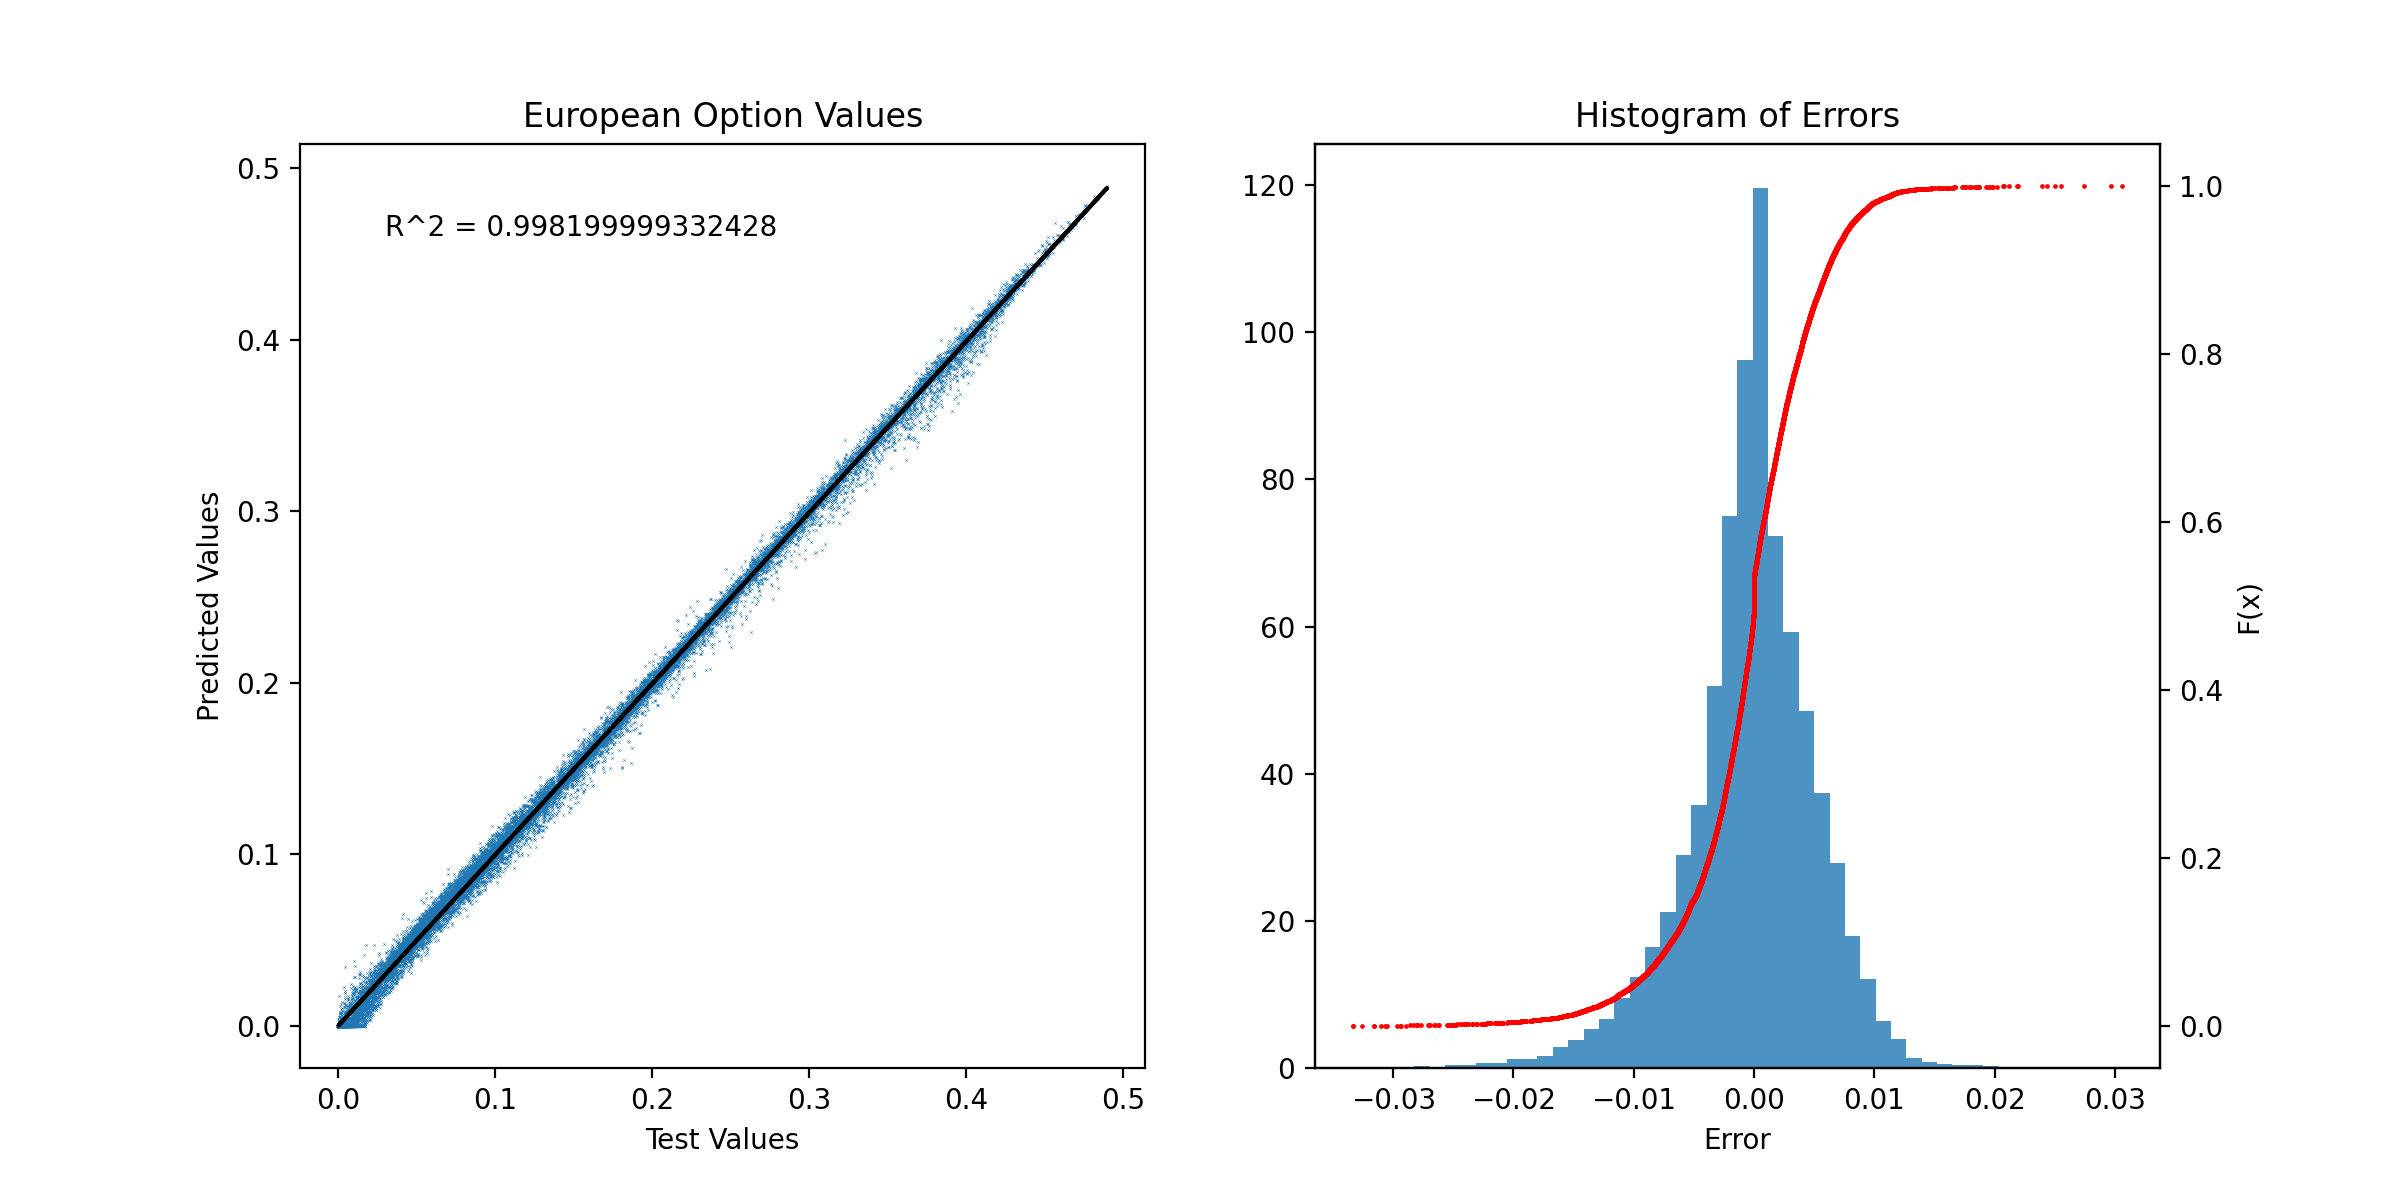 European Option Values
R^2 = 0.998199999332428
0.5
0.4
0.3
0.2
0.1
0.0
Predicted Values
0.0 0.1 0.2 0.3 0.4 0.5
Test Values
Histogram of Errors
120
100
80
60
40
20
0
1.0
0.8
0.6
0.4
0.2
0.0
F(x)
−0.03 −0.02 −0.01 0.00 0.01 0.02 0.03
Error